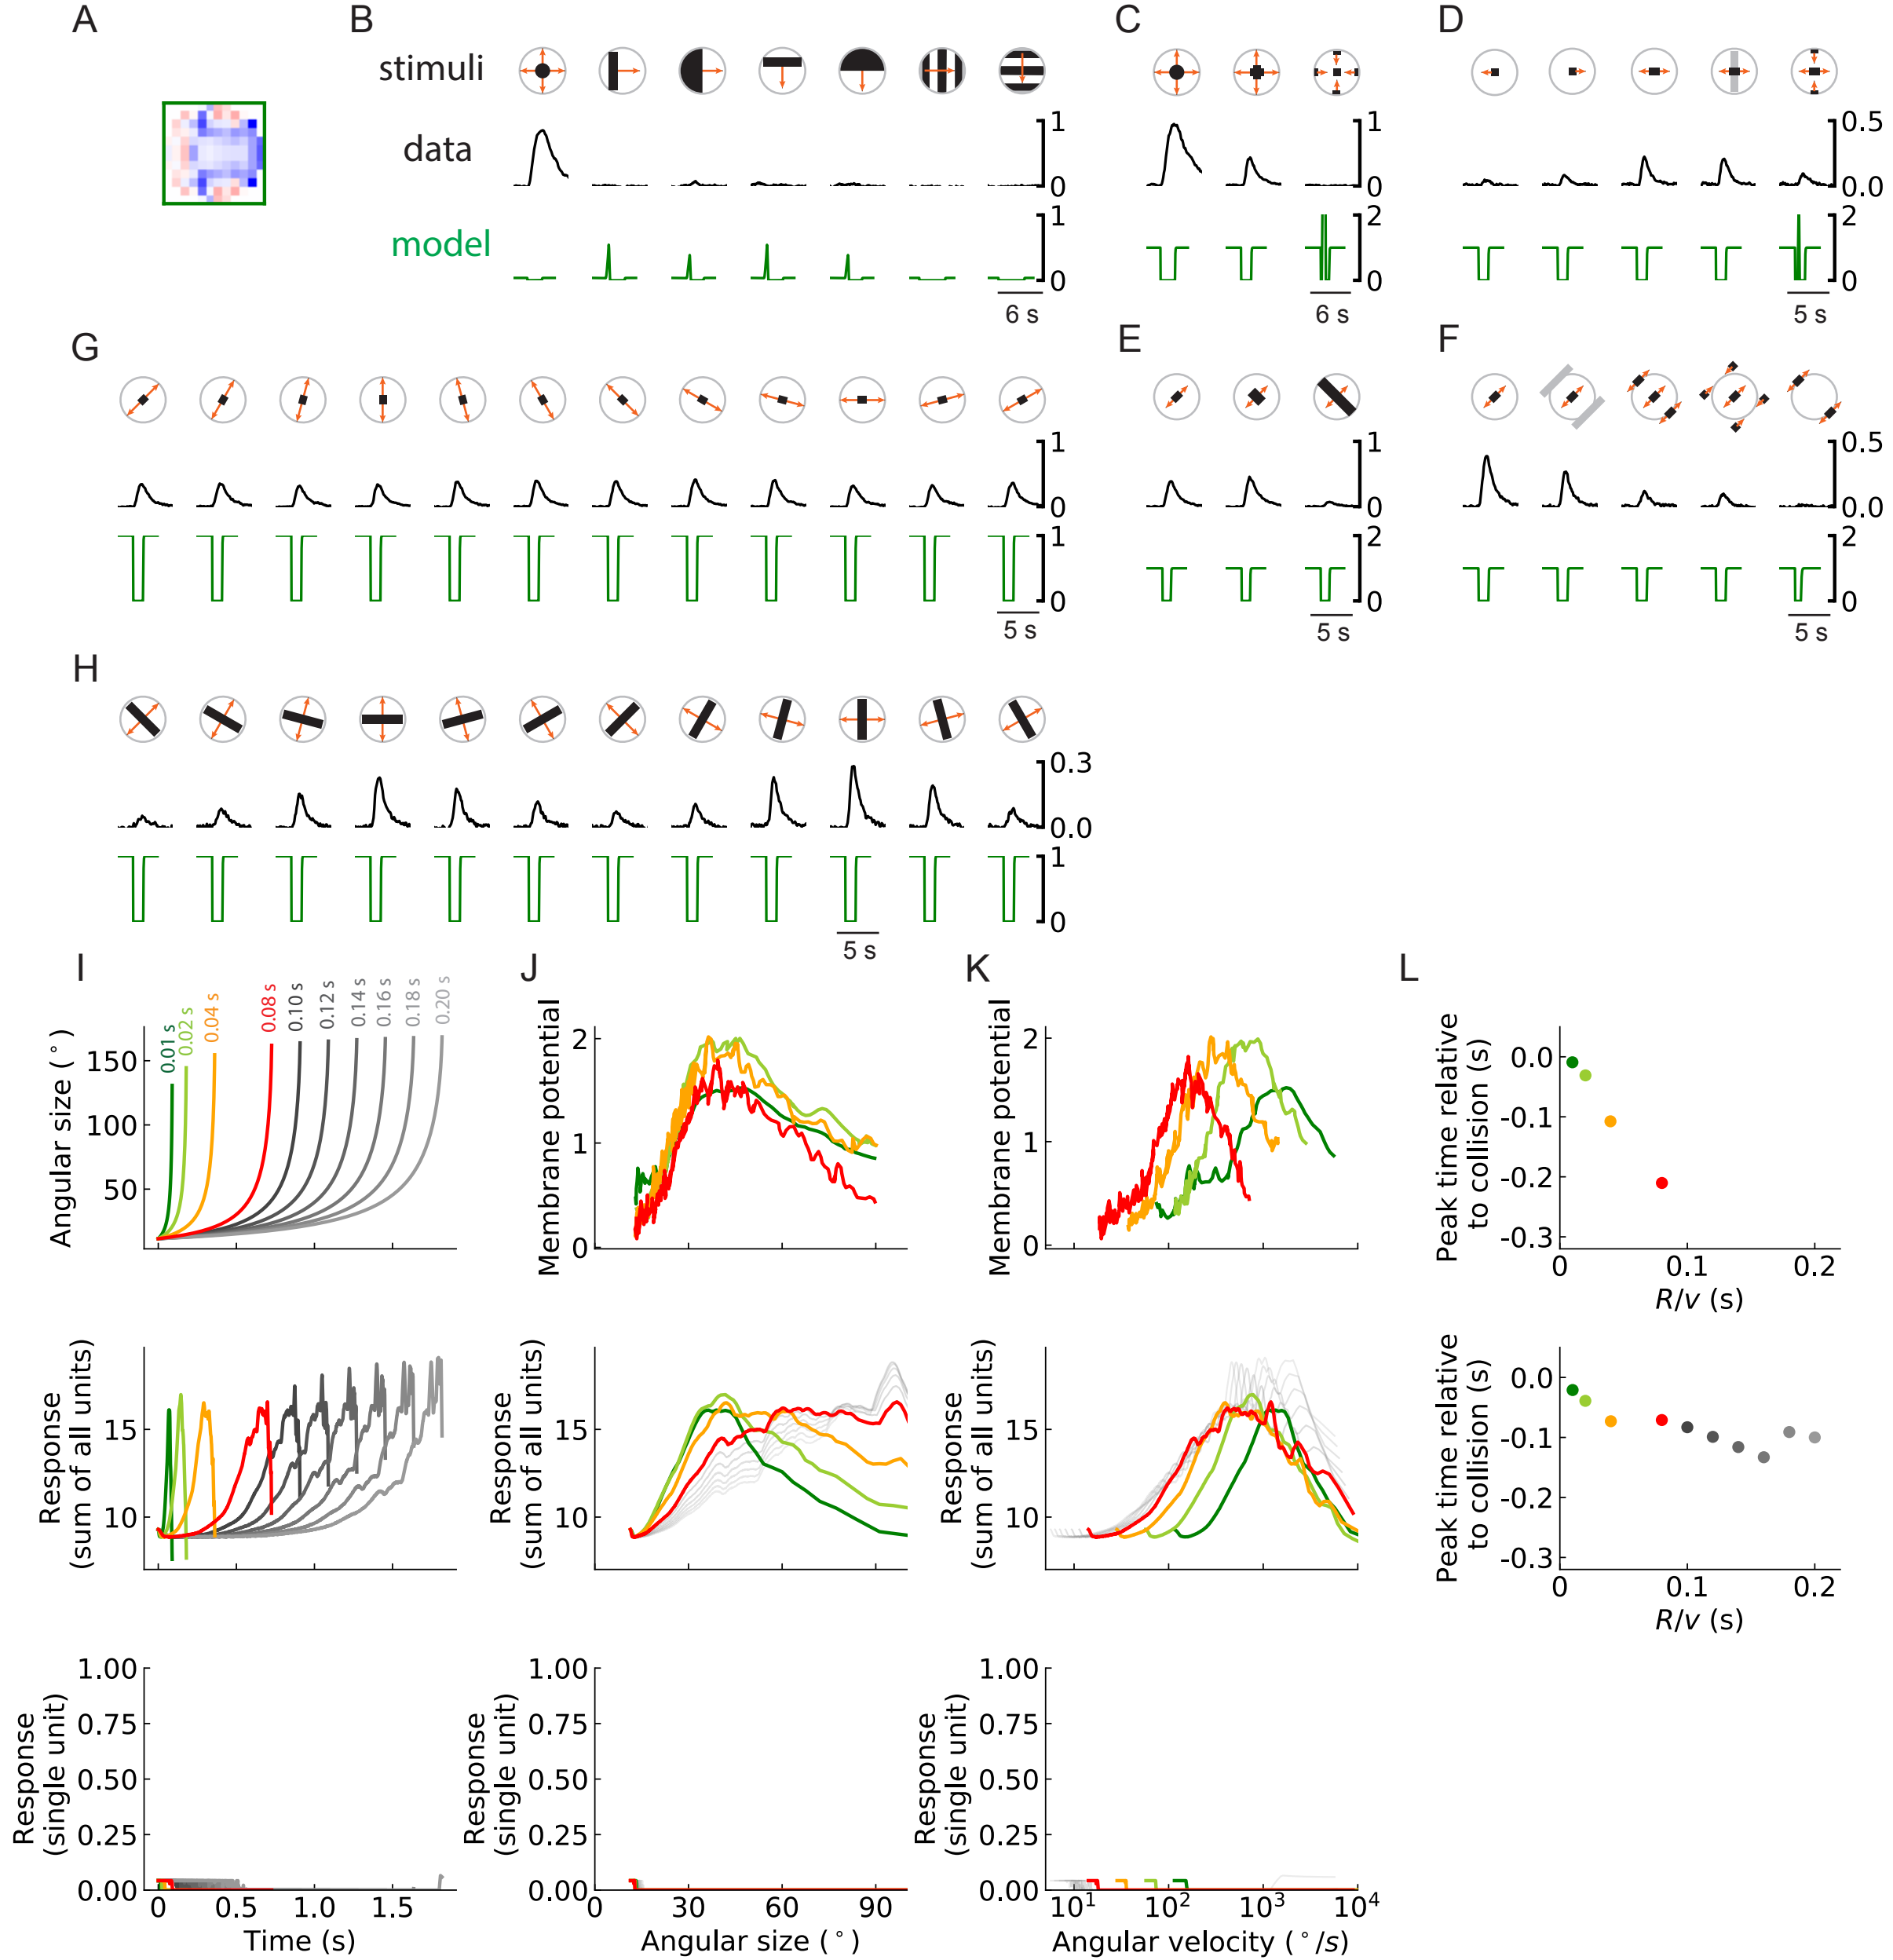 A
B
C
D
stimuli
data
1
0
1
0
0.5
0
model
1
0
2
0
2
0
6 s
6 s
5 s
G
E
F
1
0
1
0
0.5
0.0
1
0
2
0
2
0
5 s
5 s
5 s
H
0.3
0.0
1
0
5 s
I
J
K
L
0.01 s
0.02 s
0.04 s
0.08 s
0.10 s
0.12 s
0.14 s
0.16 s
0.18 s
0.20 s
Angular size (°)
150
100
50
Membrane potential
2
1
0
Membrane potential
2
1
0
Peak time relative
to collision (s)
0.0
-0.1
-0.2
-0.3
0
0.1
0.2
R/v (s)
Response
(sum of all units)
15
10
Response
(sum of all units)
15
10
Response
(sum of all units)
15
10
Peak time relative
to collision (s)
0.0
-0.1
-0.2
-0.3
0
0.1
0.2
R/v (s)
Response
(single unit)
1.00
0.75
0.50
0.25
0.00
0
0.5
1.0
1.5
Time (s)
Response
(single unit)
1.00
0.75
0.50
0.25
0.00
0
30
60
90
Angular size (°)
Response
(single unit)
1.00
0.75
0.50
0.25
0.00
10¹
10²
10³
10⁴
Angular velocity (°/s)